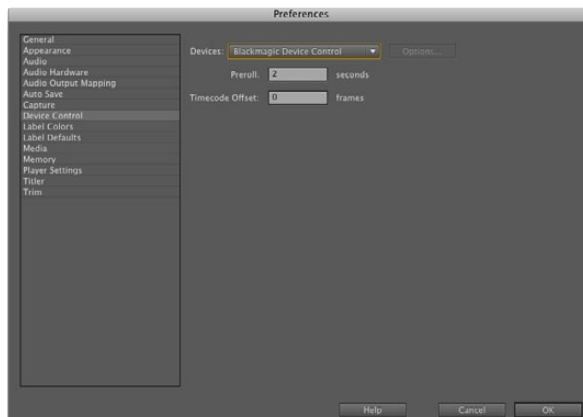 Preferences
General
Appearance
Audio
Audio Hardware
Audio Output Mapping
Auto Save
Capture
Device Control
Label Colors
Label Defaults
Media
Memory
Player Settings
Titler
Trim
Devices: Blackmagic Device Control Options...
Preroll: 2 seconds
Timecode Offset: 0 frames
Help Cancel OK